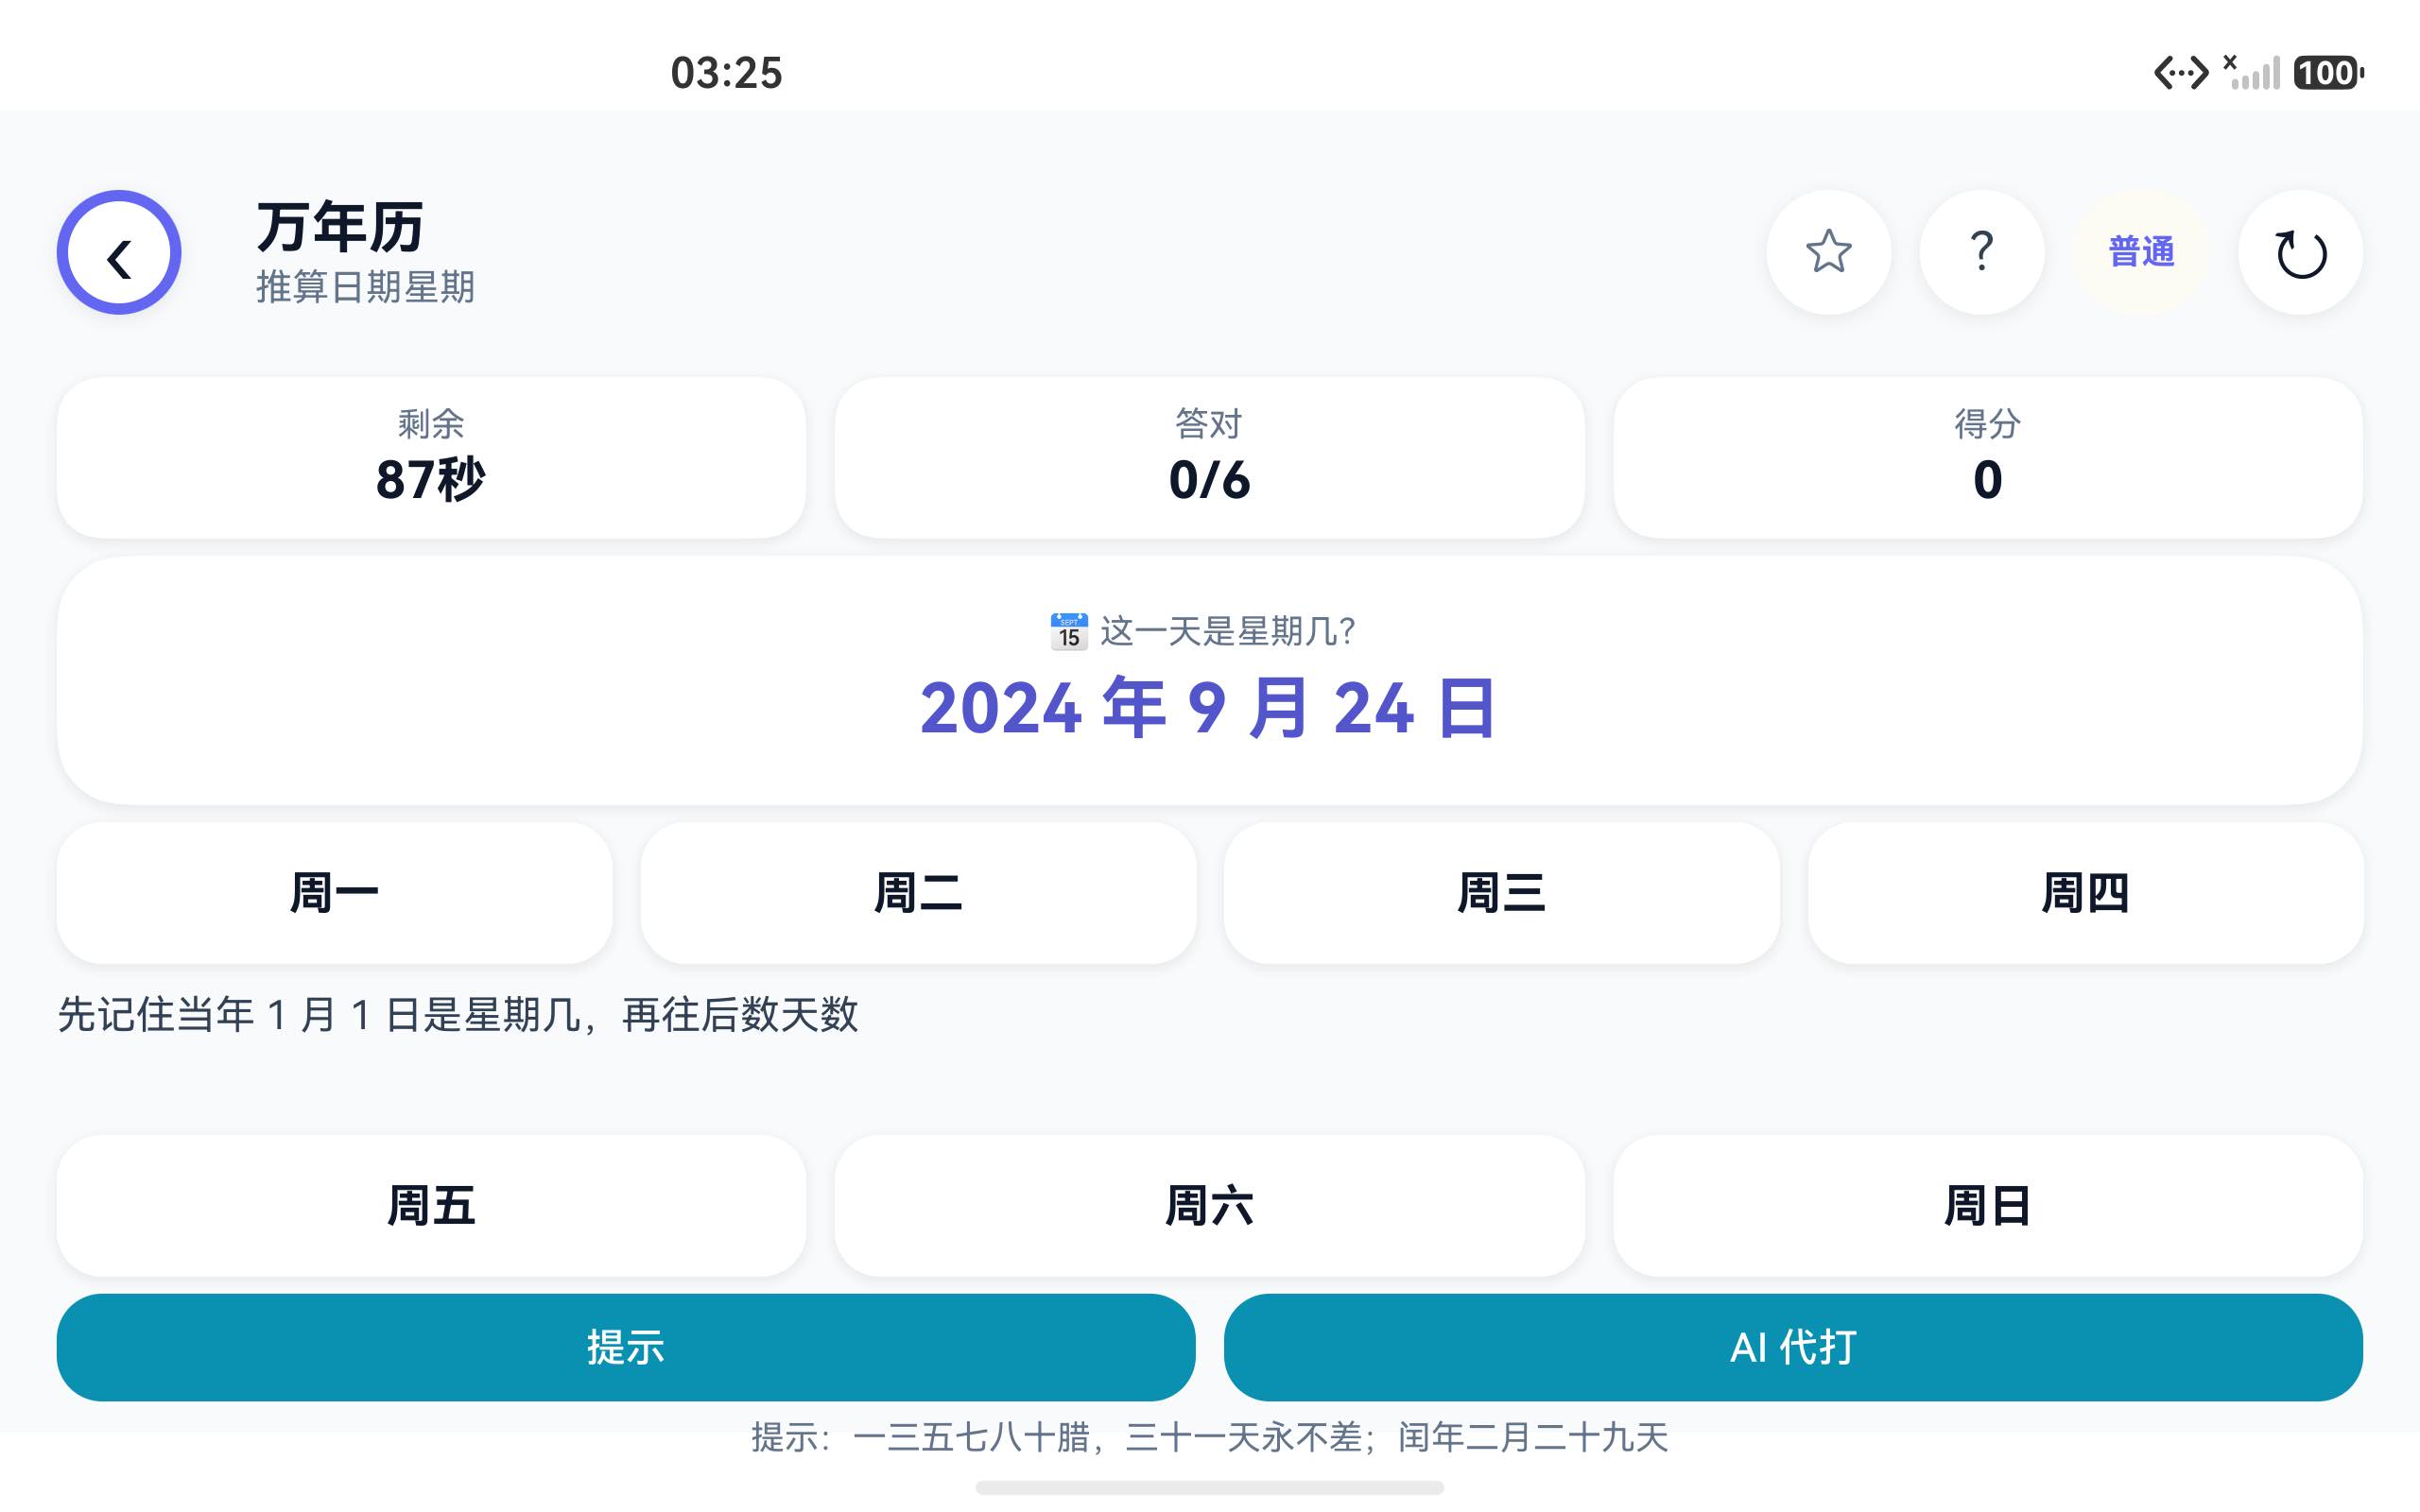 03:25
100
万年历
推算日期星期
?
普通
剩余
87秒
答对
0/6
得分
0
SEPT
15
这一天是星期几?
2024 年 9 月 24 日
周一
周二
周三
周四
先记住当年 1 月 1 日是星期几，再往后数天数
周五
周六
周日
提示
AI 代打
提示：一三五七八十腊，三十一天永不差；闰年二月二十九天